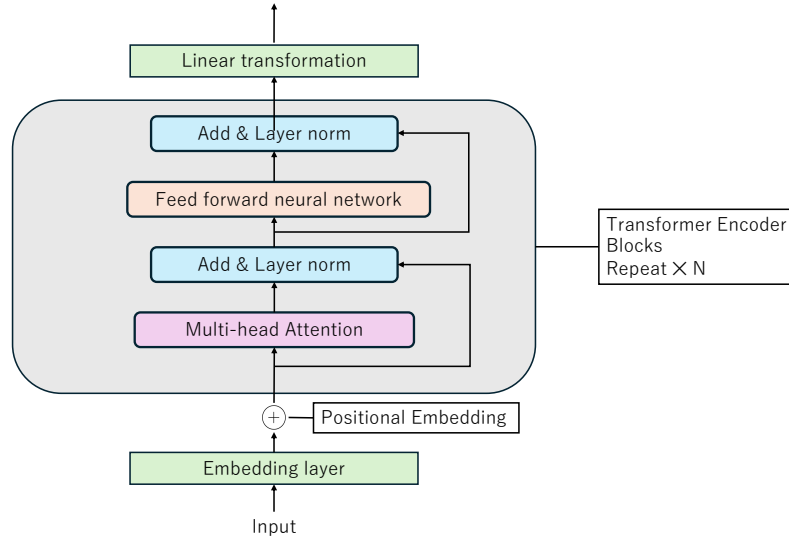 Linear transformation
Add & Layer norm
Feed forward neural network
Transformer Encoder
Blocks
Repeat × N
Add & Layer norm
Multi-head Attention
+
Positional Embedding
Embedding layer
Input